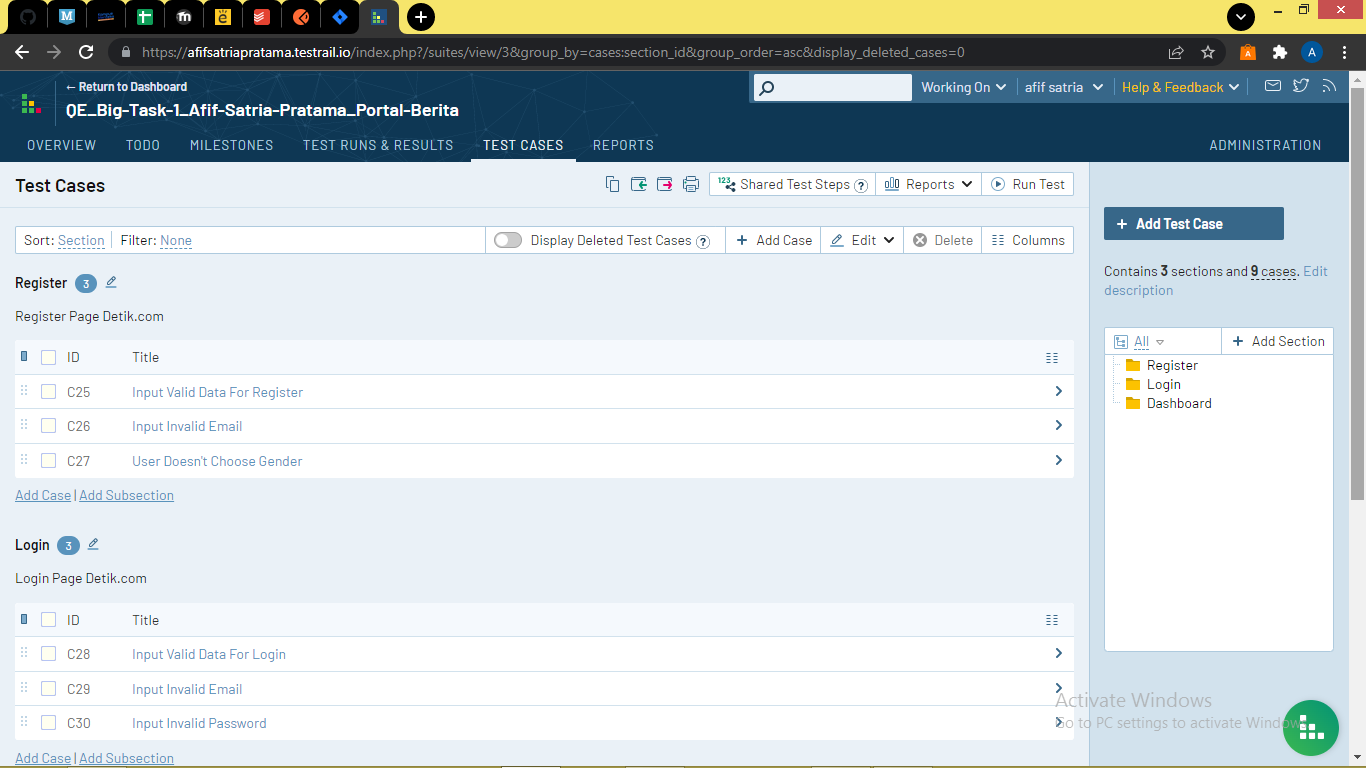 https://afifsatriapratama.testrail.io/index.php?/suites/view/3&group_by=cases:section_id&group_order=asc&display_deleted_cases=0
A
← Return to Dashboard
QE_Big-Task-1_Afif-Satria-Pratama_Portal-Berita
Working On
afif satria
Help & Feedback
OVERVIEW
TODO
MILESTONES
TEST RUNS & RESULTS
TEST CASES
REPORTS
ADMINISTRATION
Test Cases
Shared Test Steps ?
Reports
Run Test
Sort: Section
Filter: None
Display Deleted Test Cases ?
+ Add Case
Edit
Delete
Columns
Register 3
Register Page Detik.com
ID Title
C25 Input Valid Data For Register
C26 Input Invalid Email
C27 User Doesn't Choose Gender
Add Case | Add Subsection
Login 3
Login Page Detik.com
ID Title
C28 Input Valid Data For Login
C29 Input Invalid Email
C30 Input Invalid Password
Add Case | Add Subsection
+ Add Test Case
Contains 3 sections and 9 cases. Edit
description
All
+ Add Section
Register
Login
Dashboard
Activate Windows
Go to PC settings to activate Windows.